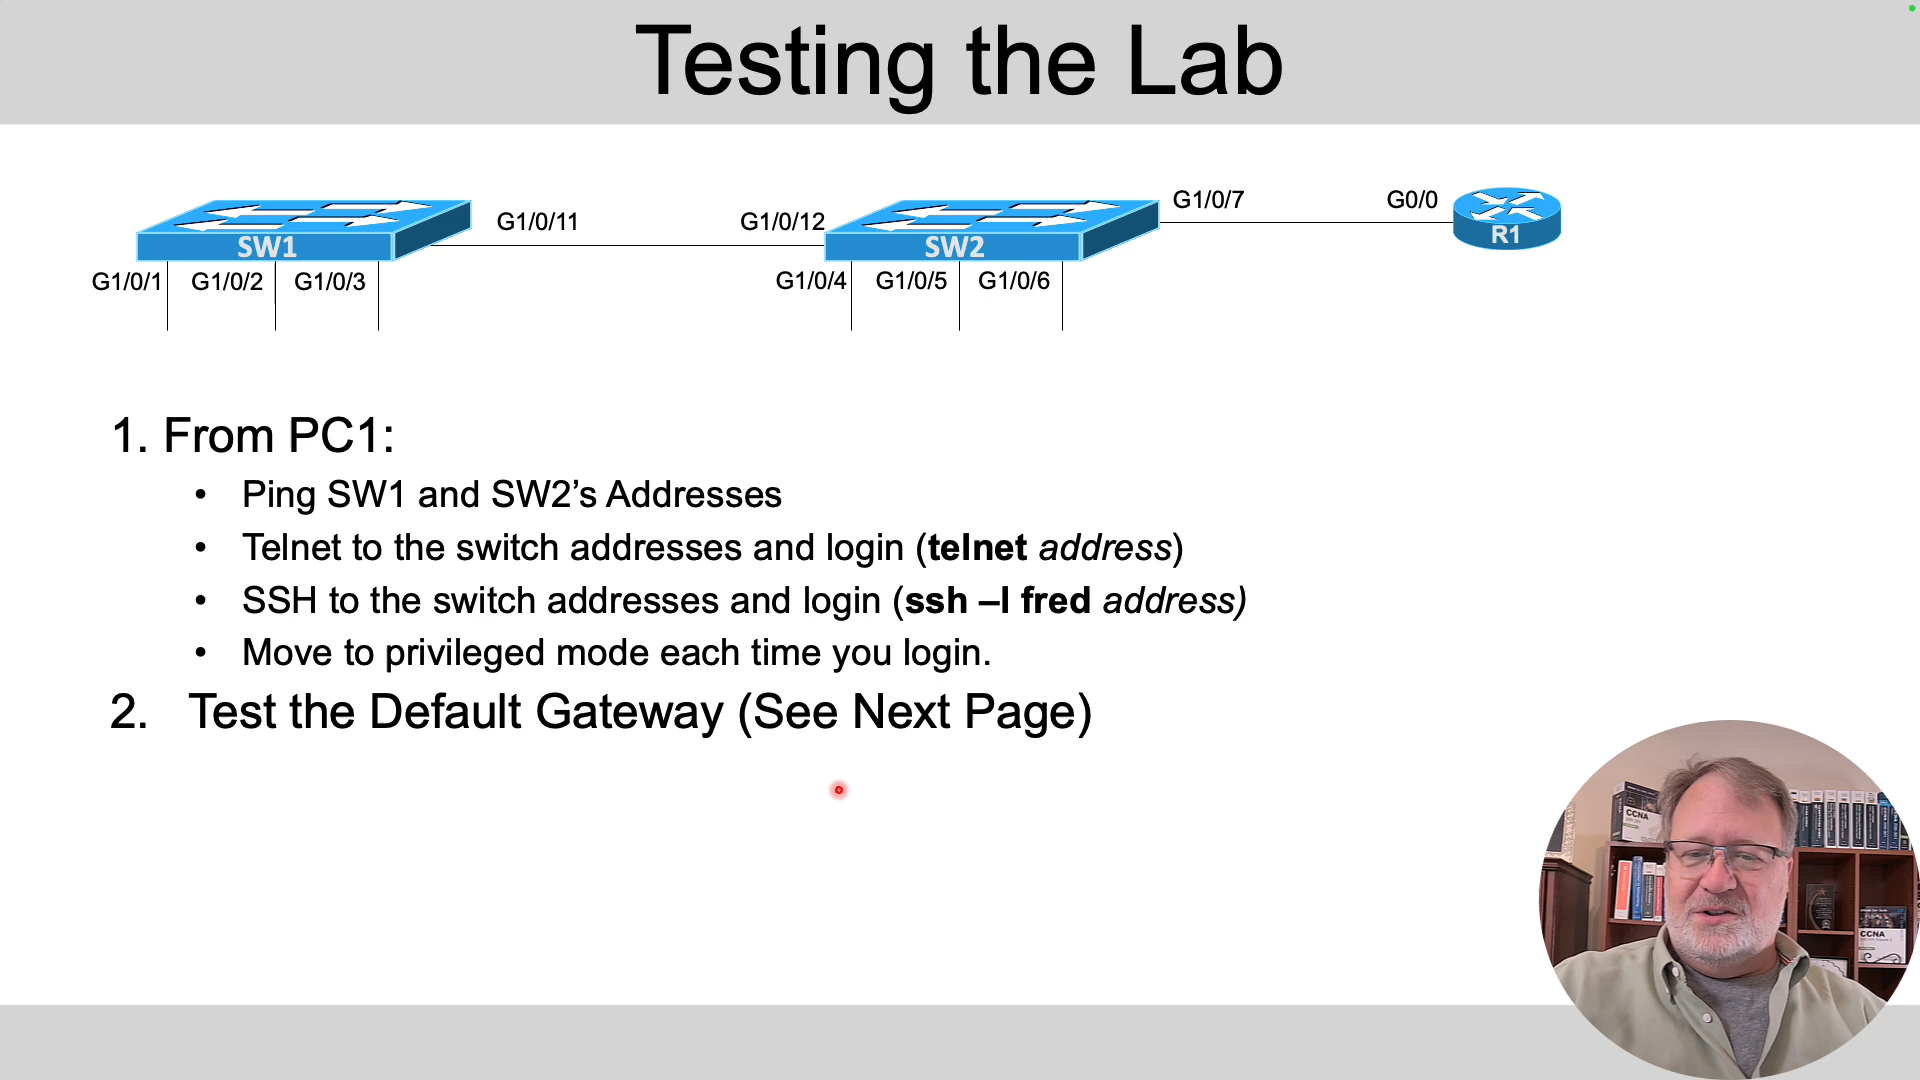 Testing the Lab
G1/0/7
G0/0
G1/0/11
G1/0/12
R1
SW1
SW2
G1/0/1
G1/0/2
G1/0/3
G1/0/4
G1/0/5
G1/0/6
1. From PC1:
• Ping SW1 and SW2’s Addresses
• Telnet to the switch addresses and login (telnet address)
• SSH to the switch addresses and login (ssh –l fred address)
• Move to privileged mode each time you login.
2. Test the Default Gateway (See Next Page)
CCNA
CCNA